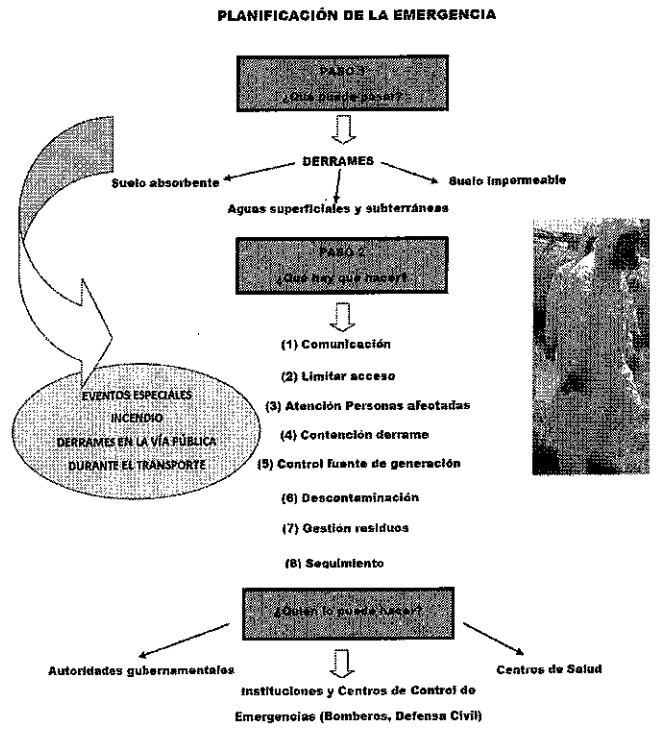 PLANIFICACIÓN DE LA EMERGENCIA
PASO 1
¿Qué puede pasar?
DERRAMES
Suelo absorbente
Suelo impermeable
Aguas superficiales y subterráneas
PASO 2
¿Qué hay que hacer?
(1) Comunicación
(2) Limitar acceso
(3) Atención Personas afectadas
(4) Contención derrame
(5) Control fuente de generación
(6) Descontaminación
(7) Gestión residuos
(8) Seguimiento
EVENTOS ESPECIALES
INCENDIO
DERRAMES EN LA VÍA PÚBLICA
DURANTE EL TRANSPORTE
¿Quién lo puede hacer?
Autoridades gubernamentales
Centros de Salud
Instituciones y Centros de Control de
Emergencias (Bomberos, Defensa Civil)